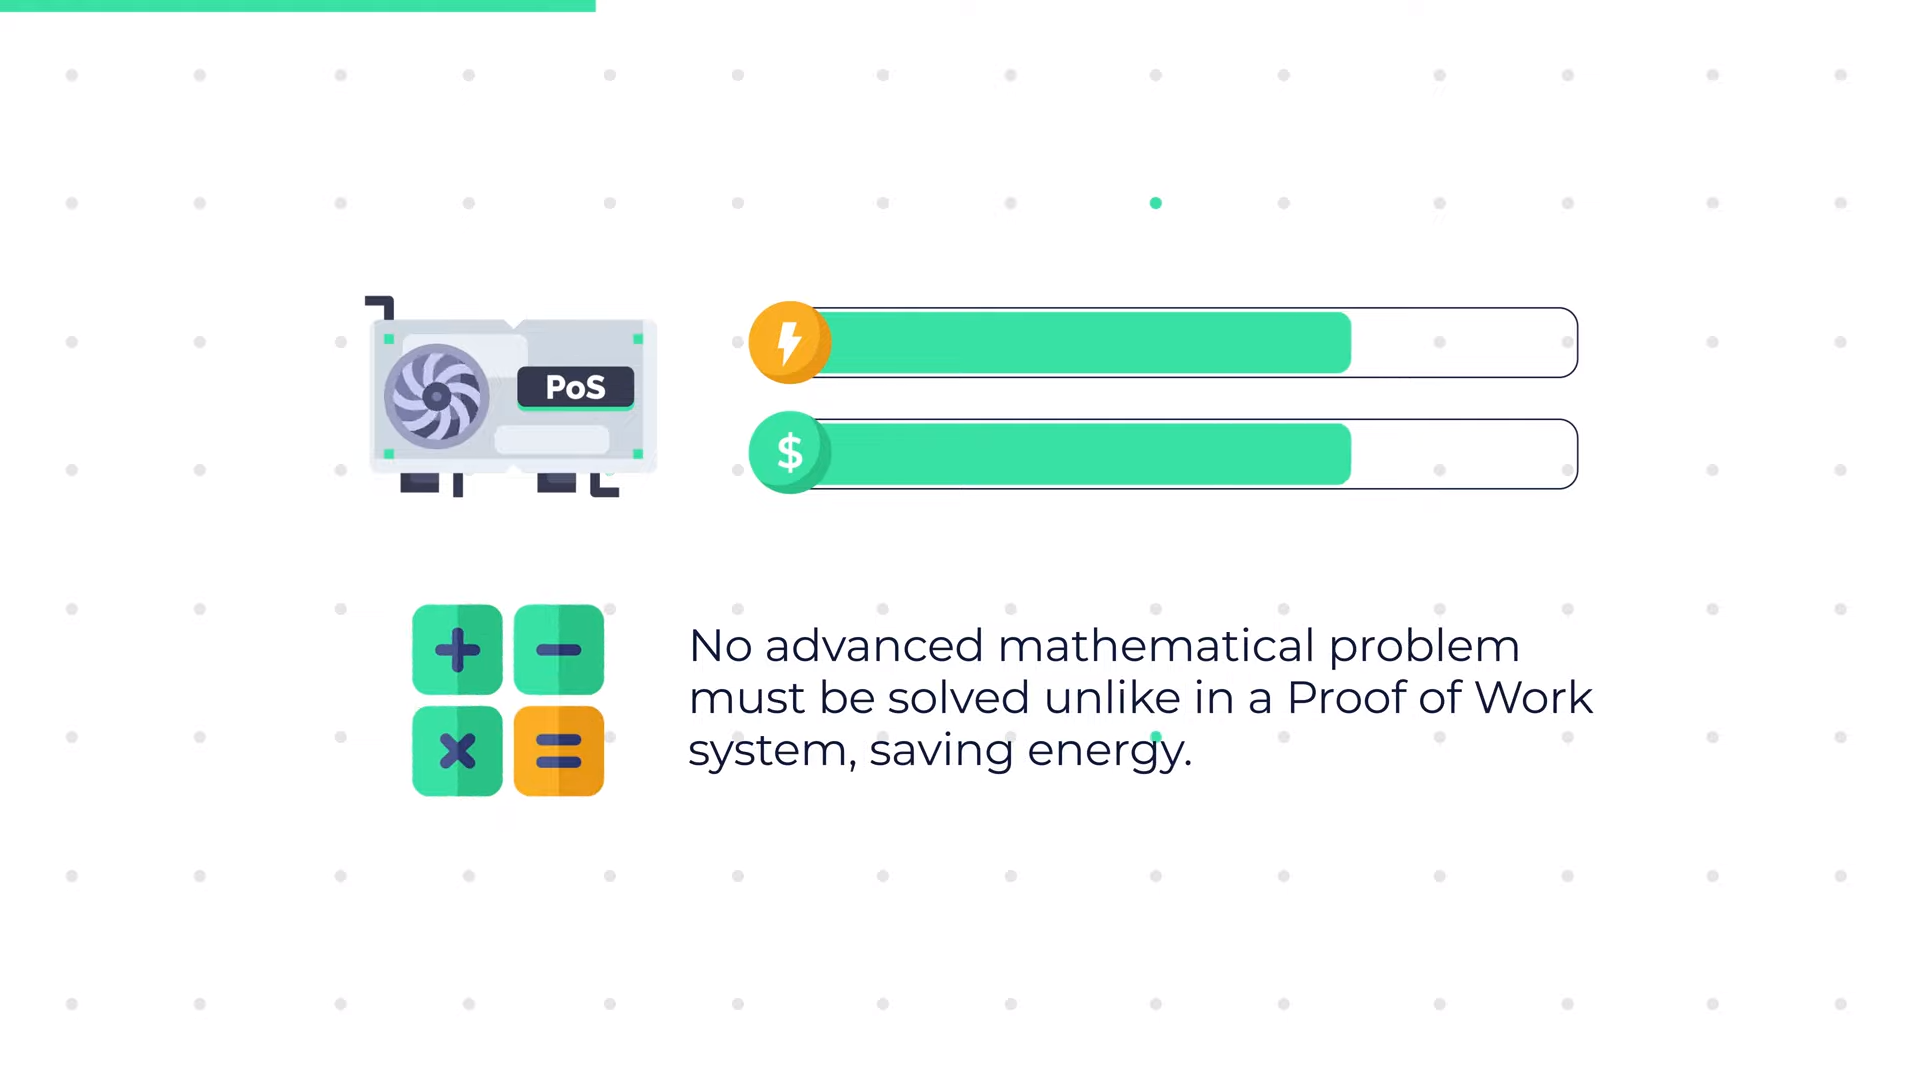 PoS
$
No advanced mathematical problem
must be solved unlike in a Proof of Work
system, saving energy.